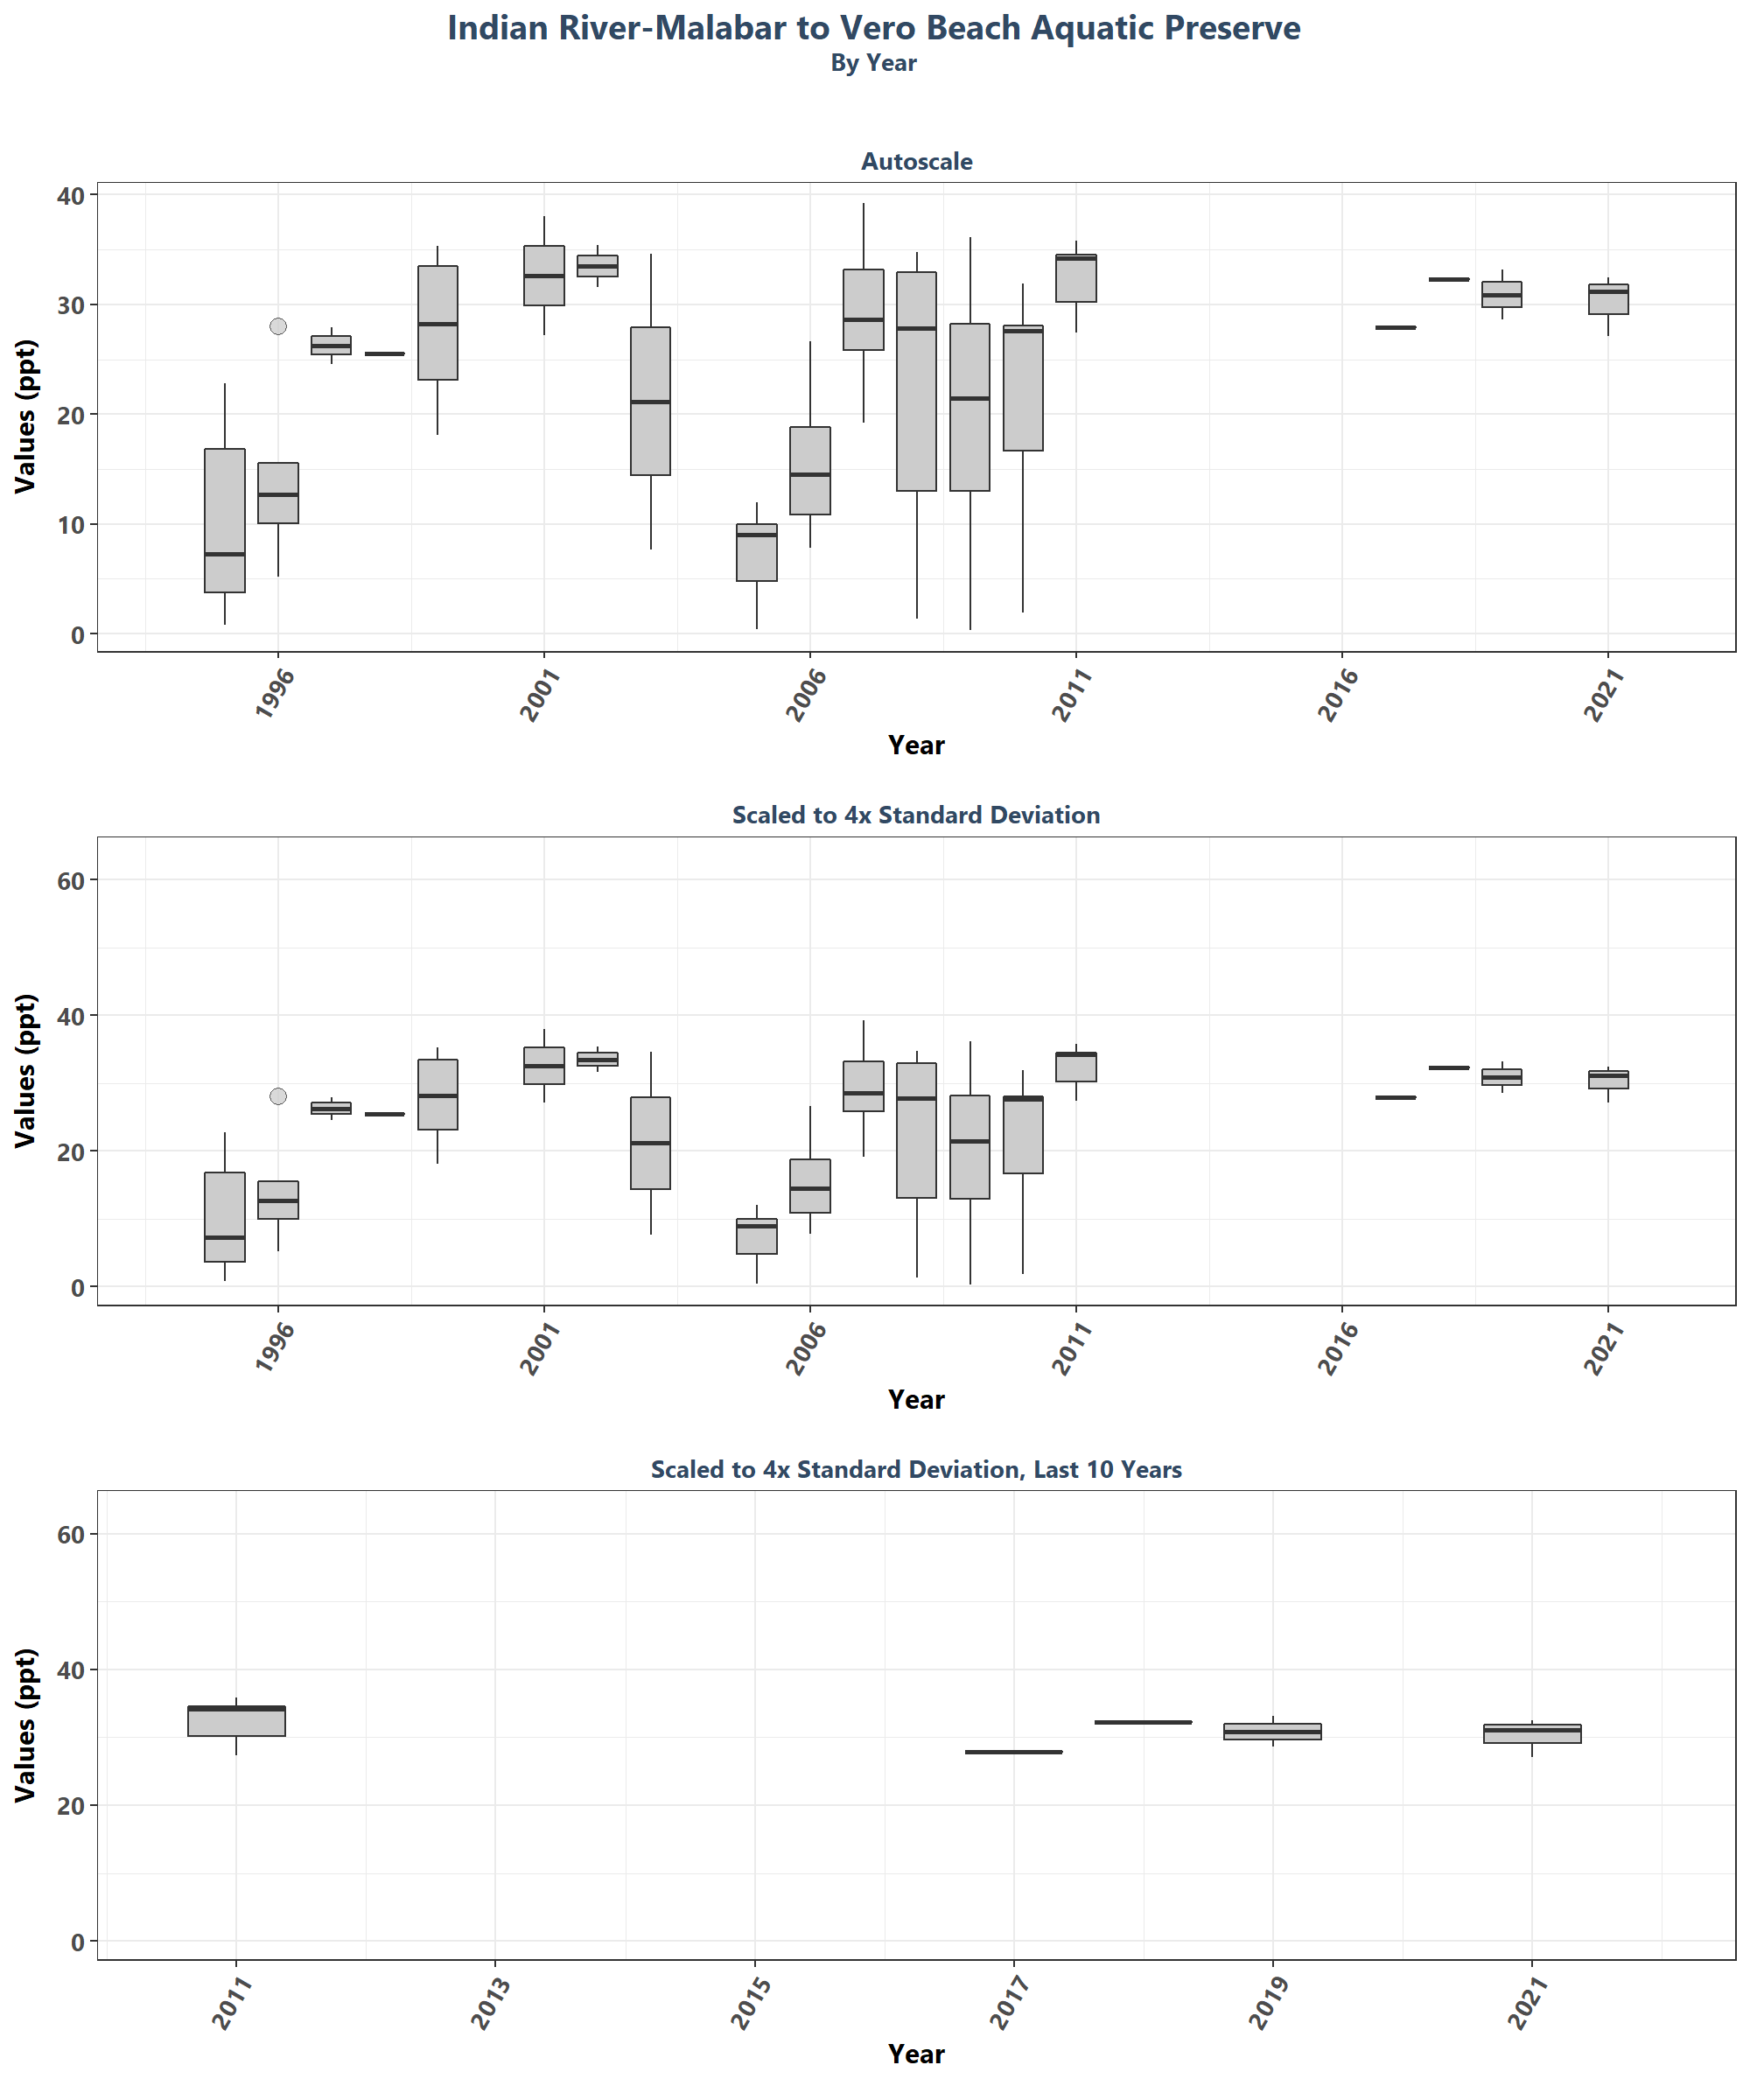 Indian River-Malabar to Vero Beach Aquatic Preserve
By Year
Autoscale
Values (ppt)
40
30
20
10
0
1996
2001
2006
2011
2016
2021
Year
Scaled to 4x Standard Deviation
Values (ppt)
60
40
20
0
1996
2001
2006
2011
2016
2021
Year
Scaled to 4x Standard Deviation, Last 10 Years
Values (ppt)
60
40
20
0
2011
2013
2015
2017
2019
2021
Year